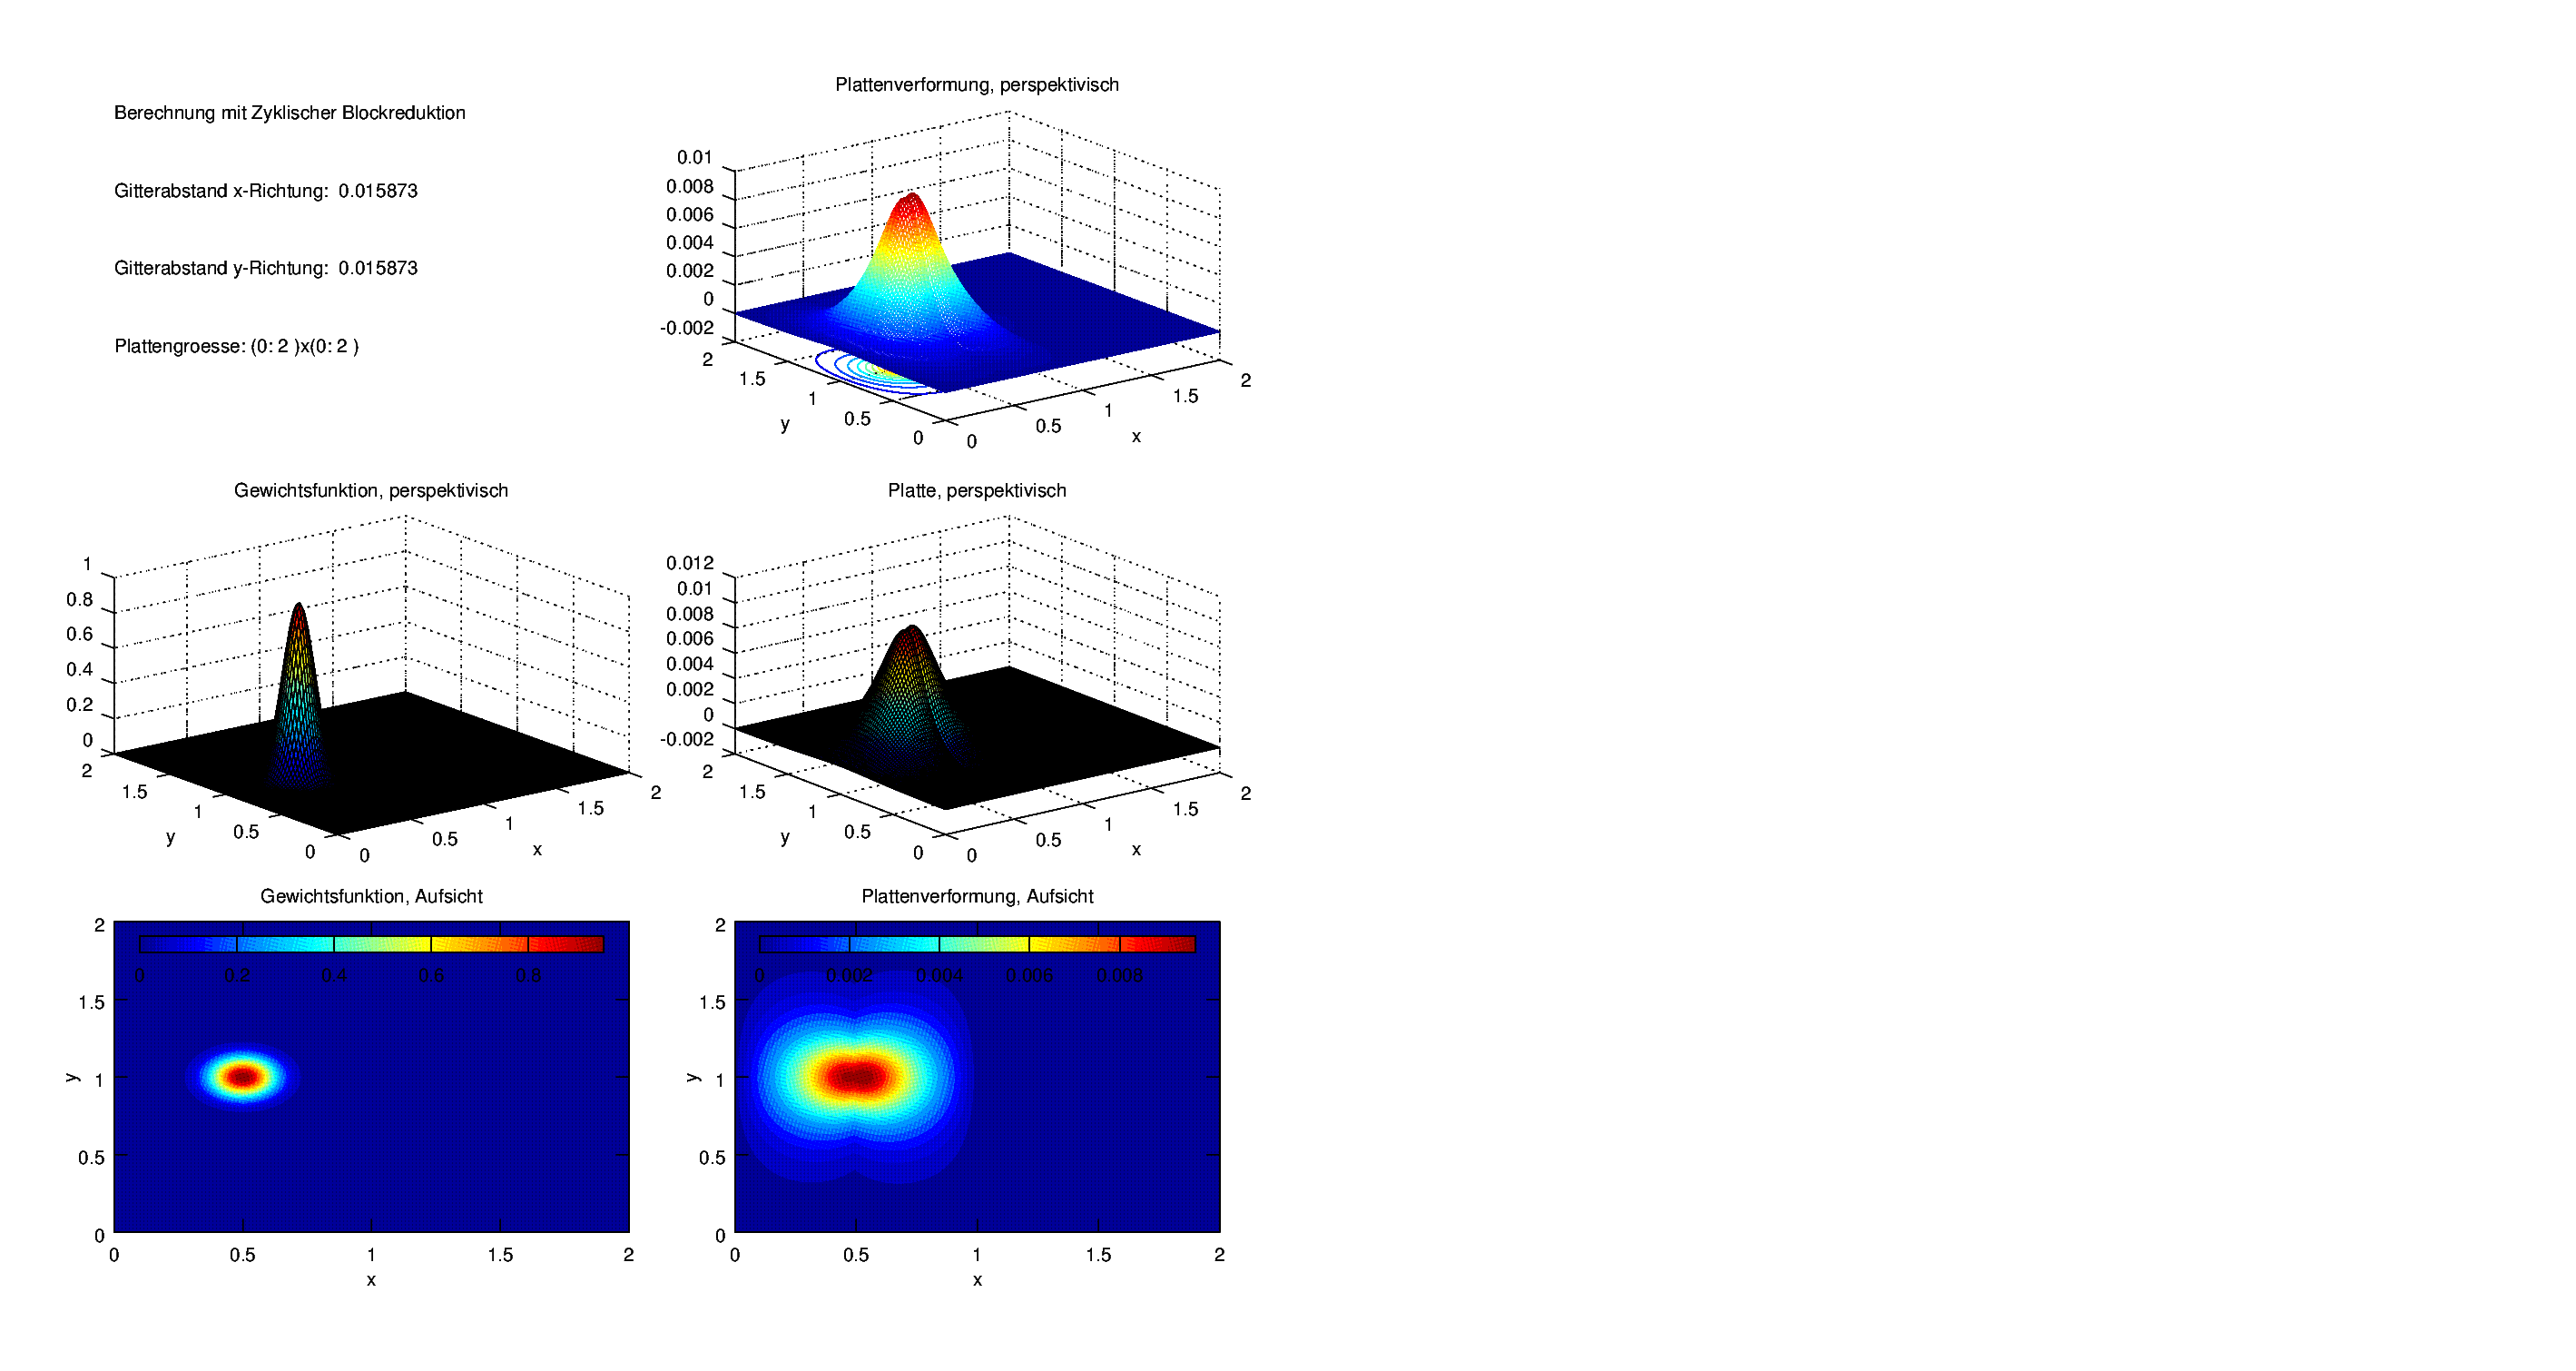 Berechnung mit Zyklischer Blockreduktion
Gitterabstand x-Richtung: 0.015873
Gitterabstand y-Richtung: 0.015873
Plattengroesse: (0: 2 )x(0: 2 )
Plattenverformung, perspektivisch
0.01
0.008
0.006
0.004
0.002
0
-0.002
2
1.5
1
0.5
0
y
0
0.5
1
1.5
2
x
Gewichtsfunktion, perspektivisch
1
0.8
0.6
0.4
0.2
0
2
1.5
1
0.5
0
y
0
0.5
1
1.5
2
x
Platte, perspektivisch
0.012
0.01
0.008
0.006
0.004
0.002
0
-0.002
2
1.5
1
0.5
0
y
0
0.5
1
1.5
2
x
Gewichtsfunktion, Aufsicht
2
1.5
1
0.5
0
y
0 0.2 0.4 0.6 0.8
0 0.5 1 1.5 2
x
Plattenverformung, Aufsicht
2
1.5
1
0.5
0
y
0 0.002 0.004 0.006 0.008
0 0.5 1 1.5 2
x